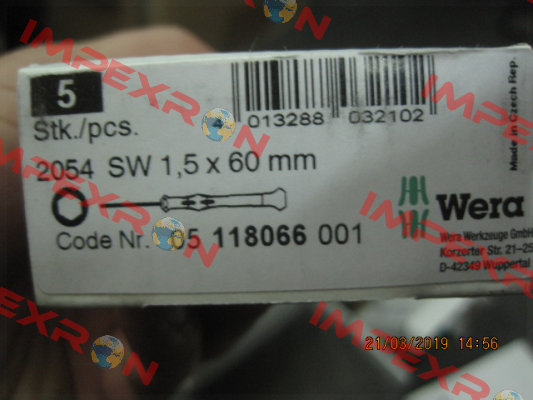 5
Stk./pcs.
4 013288 032102
2054 SW 1,5 x 60 mm
Code Nr. 05 118066 001
Made in Czech Rep.
Wera
Wera Werkzeuge GmbH
Korzerter Str. 21–25
D-42349 Wuppertal
21/03/2019 14:56
IMPEXRON
IMPEXRON
IMPEXRON
IMPEXRON